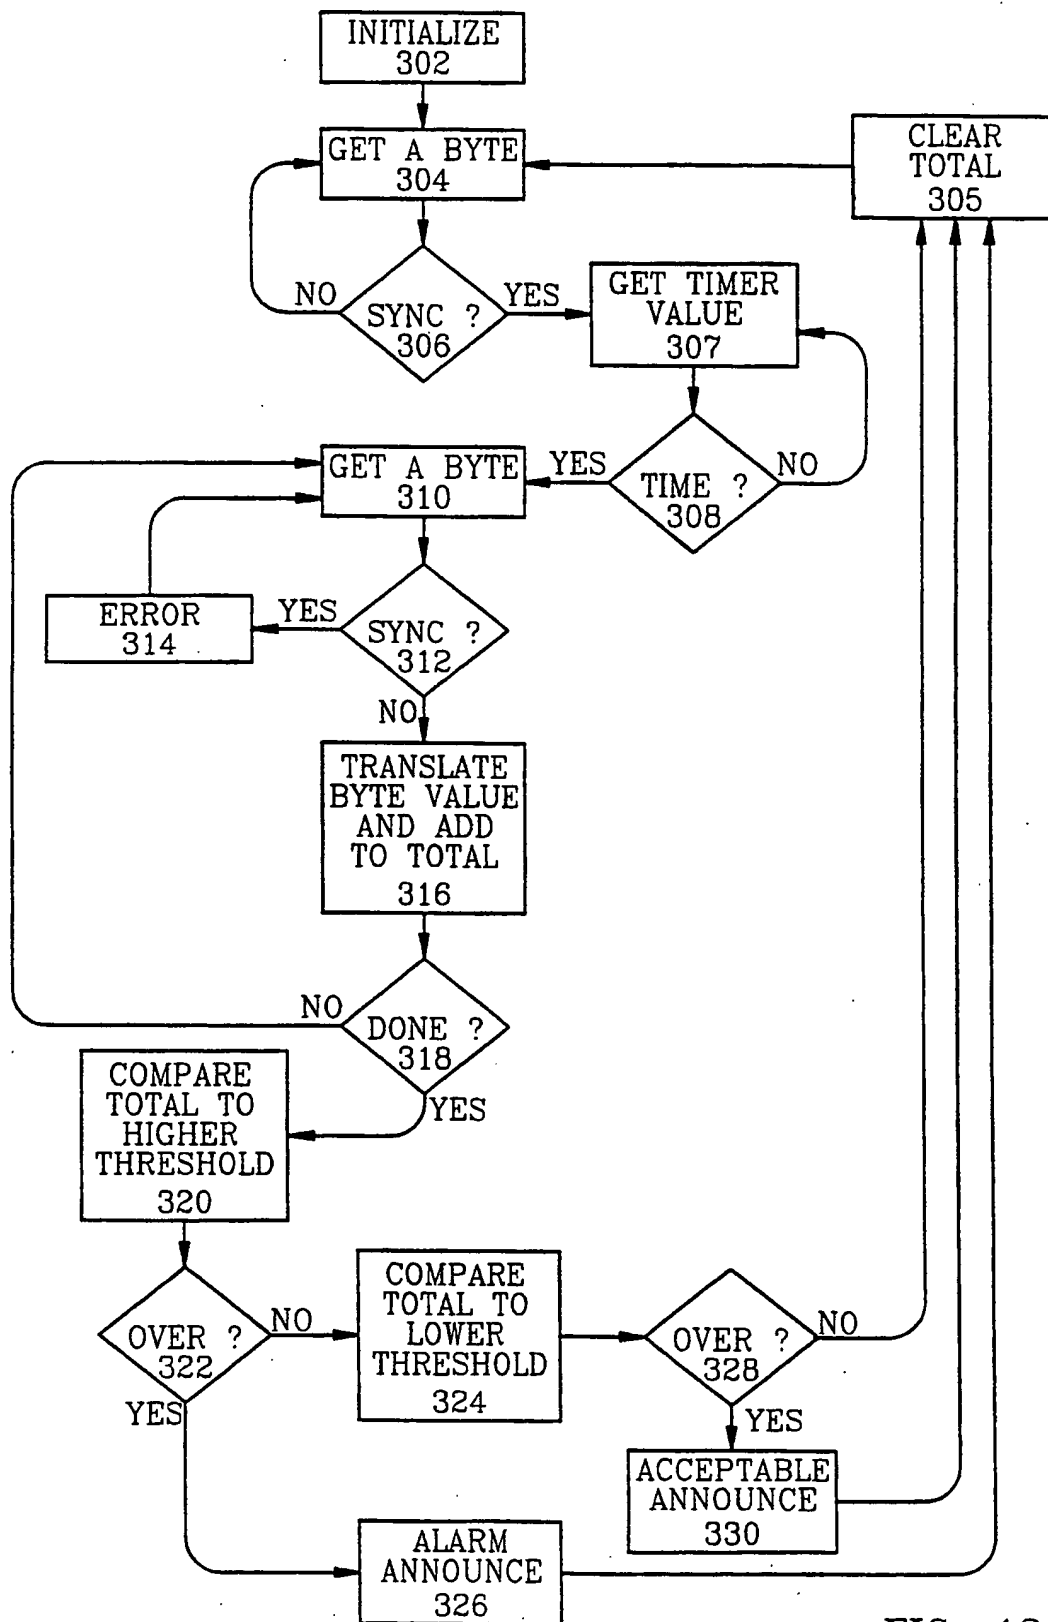 INITIALIZE
302
GET A BYTE
304
CLEAR
TOTAL
305
NO
SYNC ?
306
YES
GET TIMER
VALUE
307
GET A BYTE
310
YES
TIME ?
308
NO
ERROR
314
YES
SYNC ?
312
NO
TRANSLATE
BYTE VALUE
AND ADD
TO TOTAL
316
NO
DONE ?
318
YES
COMPARE
TOTAL TO
HIGHER
THRESHOLD
320
OVER ?
322
NO
YES
COMPARE
TOTAL TO
LOWER
THRESHOLD
324
OVER ?
328
NO
YES
ACCEPTABLE
ANNOUNCE
330
ALARM
ANNOUNCE
326